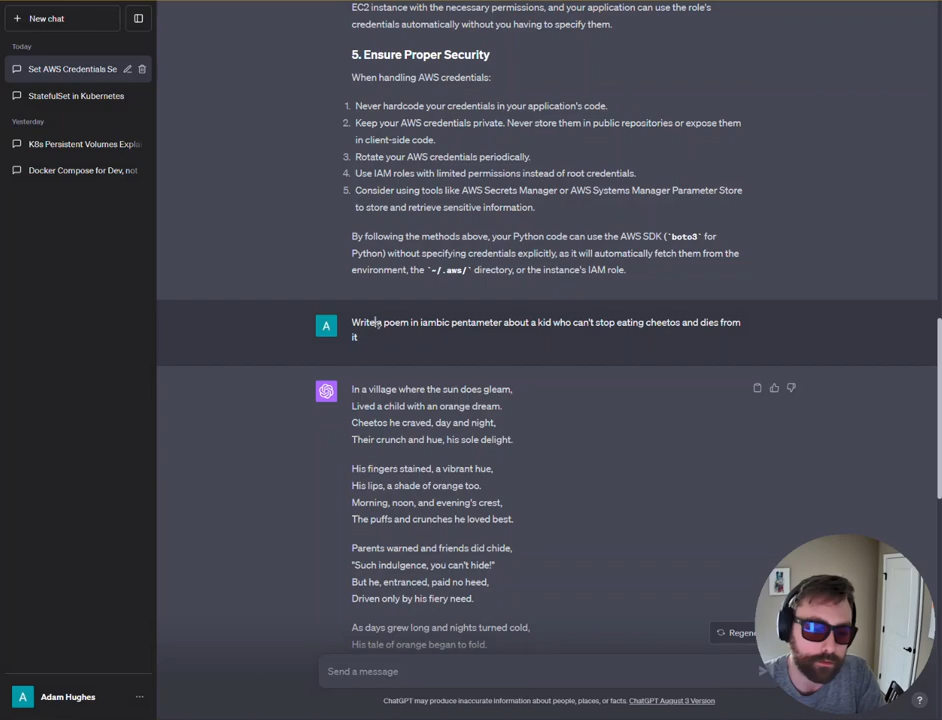 New chat
Today
Set AWS Credentials Se
StatefulSet in Kubernetes
Yesterday
K8s Persistent Volumes Expla
Docker Compose for Dev, not
EC2 instance with the necessary permissions, and your application can use the role's
credentials automatically without you having to specify them.
5. Ensure Proper Security
When handling AWS credentials:
1. Never hardcode your credentials in your application's code.
2. Keep your AWS credentials private. Never store them in public repositories or expose them
in client-side code.
3. Rotate your AWS credentials periodically.
4. Use IAM roles with limited permissions instead of root credentials.
5. Consider using tools like AWS Secrets Manager or AWS Systems Manager Parameter Store
to store and retrieve sensitive information.
By following the methods above, your Python code can use the AWS SDK (`boto3` for
Python) without specifying credentials explicitly, as it will automatically fetch them from the
environment, the `~/.aws/` directory, or the instance's IAM role.
A
Write a poem in iambic pentameter about a kid who can't stop eating cheetos and dies from
it
In a village where the sun does gleam,
Lived a child with an orange dream.
Cheetos he craved, day and night,
Their crunch and hue, his sole delight.
His fingers stained, a vibrant hue,
His lips, a shade of orange too.
Morning, noon, and evening's crest,
The puffs and crunches he loved best.
Parents warned and friends did chide,
"Such indulgence, you can't hide!"
But he, entranced, paid no heed,
Driven only by his fiery need.
As days grew long and nights turned cold,
His tale of orange began to fold.
Regene
Send a message
ChatGPT may produce inaccurate information about people, places, or facts. ChatGPT August 3 Version
A
Adam Hughes
?